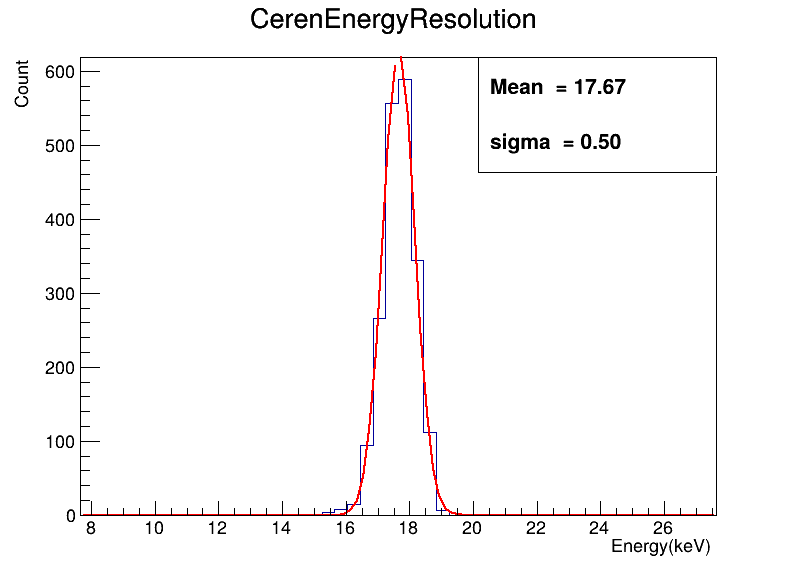 CerenEnergyResolution
Count
Mean = 17.67
sigma = 0.50
600
500
400
300
200
100
0
8 10 12 14 16 18 20 22 24 26
Energy(keV)